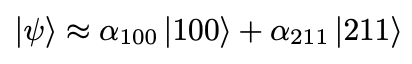 |ψ⟩ ≈ α₁₀₀ |100⟩ + α₂₁₁ |211⟩